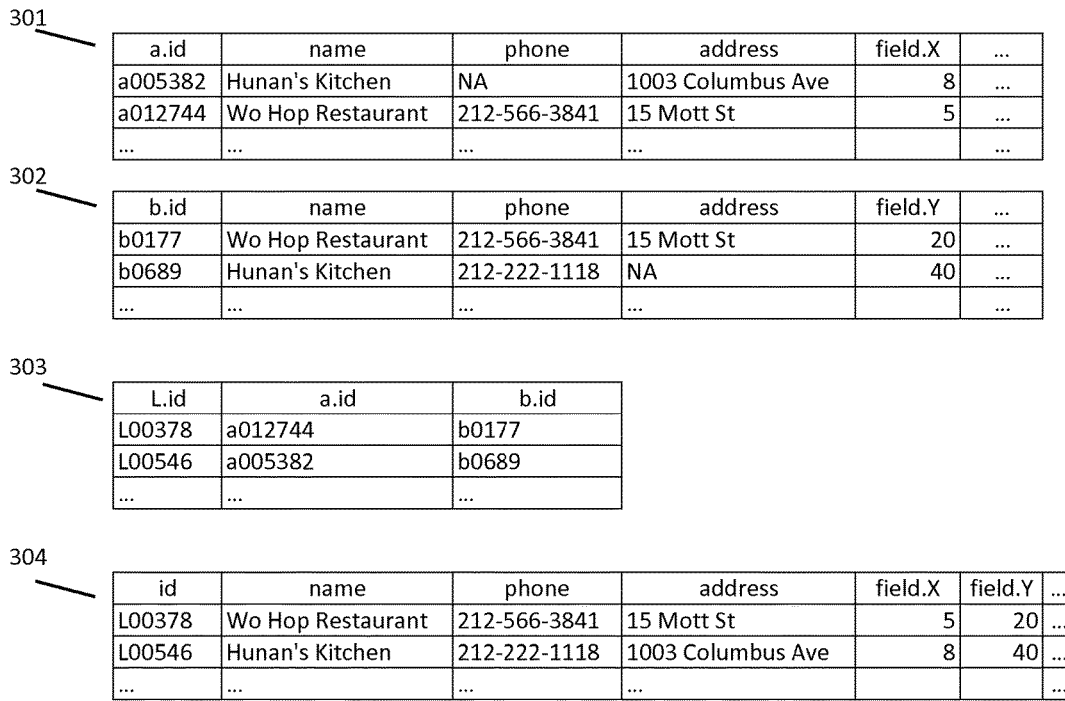 301
a.id name phone address field.X ...
a005382 Hunan's Kitchen NA 1003 Columbus Ave 8 ...
a012744 Wo Hop Restaurant 212-566-3841 15 Mott St 5 ...
... ... ... ... ...
302
b.id name phone address field.Y ...
b0177 Wo Hop Restaurant 212-566-3841 15 Mott St 20 ...
b0689 Hunan's Kitchen 212-222-1118 NA 40 ...
... ... ... ... ...
303
L.id a.id b.id
L00378 a012744 b0177
L00546 a005382 b0689
... ... ...
304
id name phone address field.X field.Y ...
L00378 Wo Hop Restaurant 212-566-3841 15 Mott St 5 20 ...
L00546 Hunan's Kitchen 212-222-1118 1003 Columbus Ave 8 40 ...
... ... ... ... ...